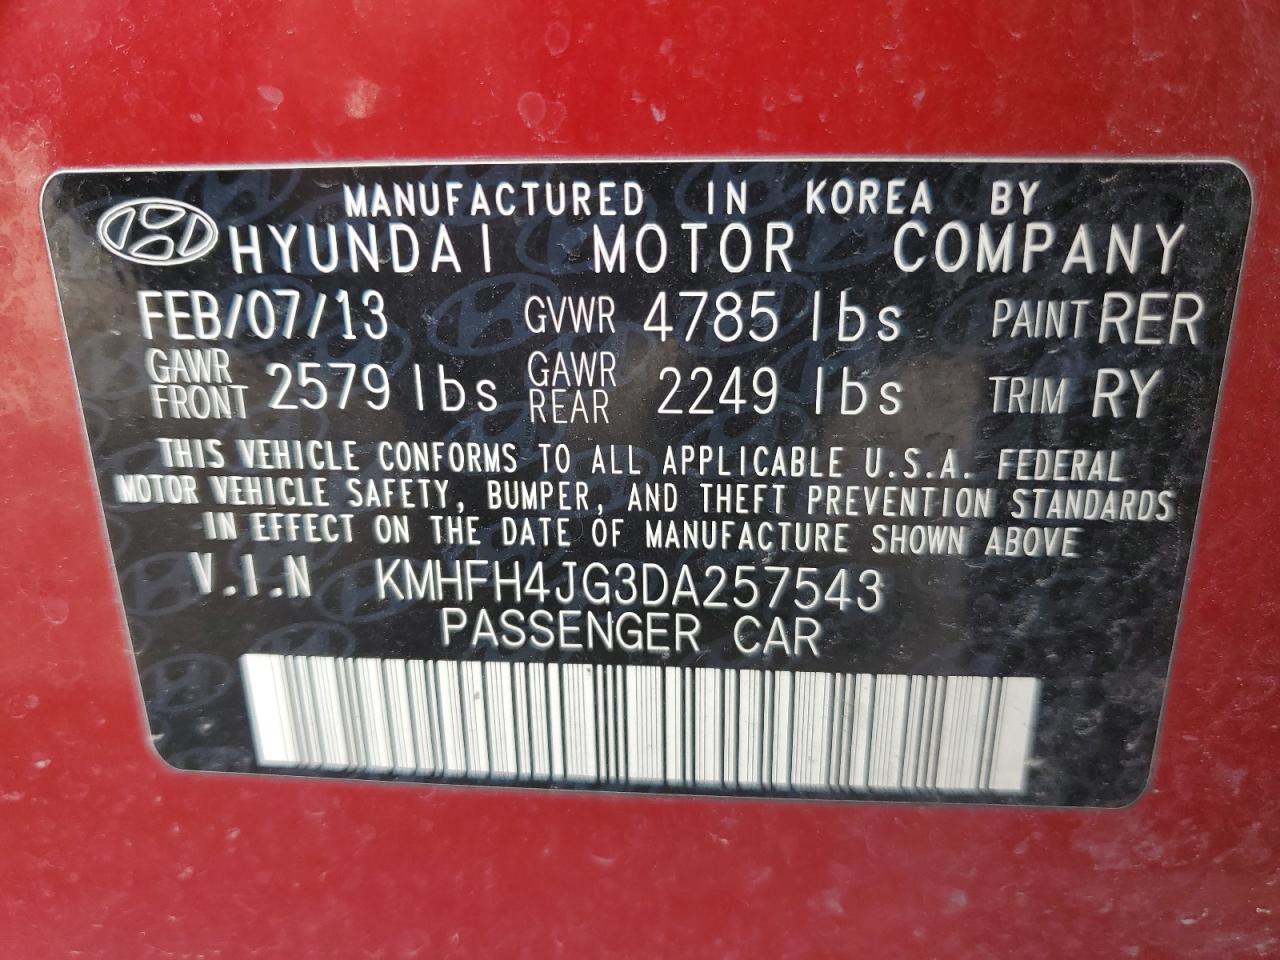 MANUFACTURED IN KOREA BY
HYUNDAI MOTOR COMPANY
FEB/07/13 GVWR 4785 lbs PAINT RER
GAWR FRONT 2579 lbs GAWR REAR 2249 lbs TRIM RY
THIS VEHICLE CONFORMS TO ALL APPLICABLE U.S.A. FEDERAL
MOTOR VEHICLE SAFETY, BUMPER, AND THEFT PREVENTION STANDARDS
IN EFFECT ON THE DATE OF MANUFACTURE SHOWN ABOVE
V.I.N KMHFH4JG3DA257543
PASSENGER CAR